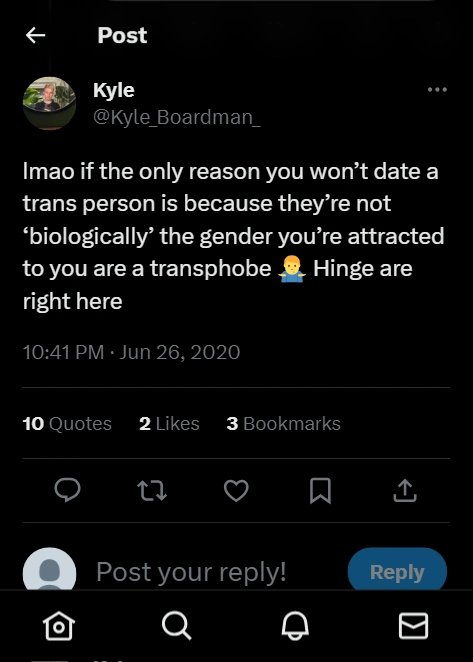 Post
Kyle
@Kyle_Boardman_
lmao if the only reason you won’t date a
trans person is because they’re not
‘biologically’ the gender you’re attracted
to you are a transphobe 🤷‍♂️ Hinge are
right here
10:41 PM · Jun 26, 2020
10 Quotes 2 Likes 3 Bookmarks
Post your reply!
Reply